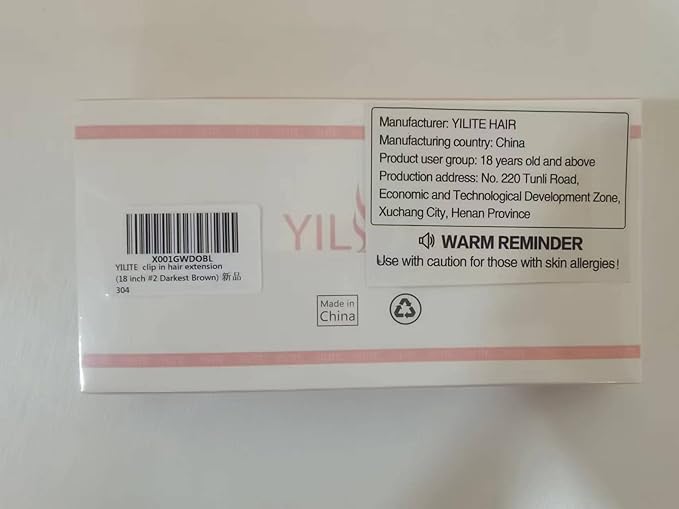 Manufacturer: YILITE HAIR
Manufacturing country: China
Product user group: 18 years old and above
Production address: No. 220 Tunli Road,
Economic and Technological Development Zone,
Xuchang City, Henan Province
WARM REMINDER
Use with caution for those with skin allergies!
YIL
X001GWDOBL
YILITE clip in hair extension
(18 inch #2 Darkest Brown) 新品
304
Made in
China